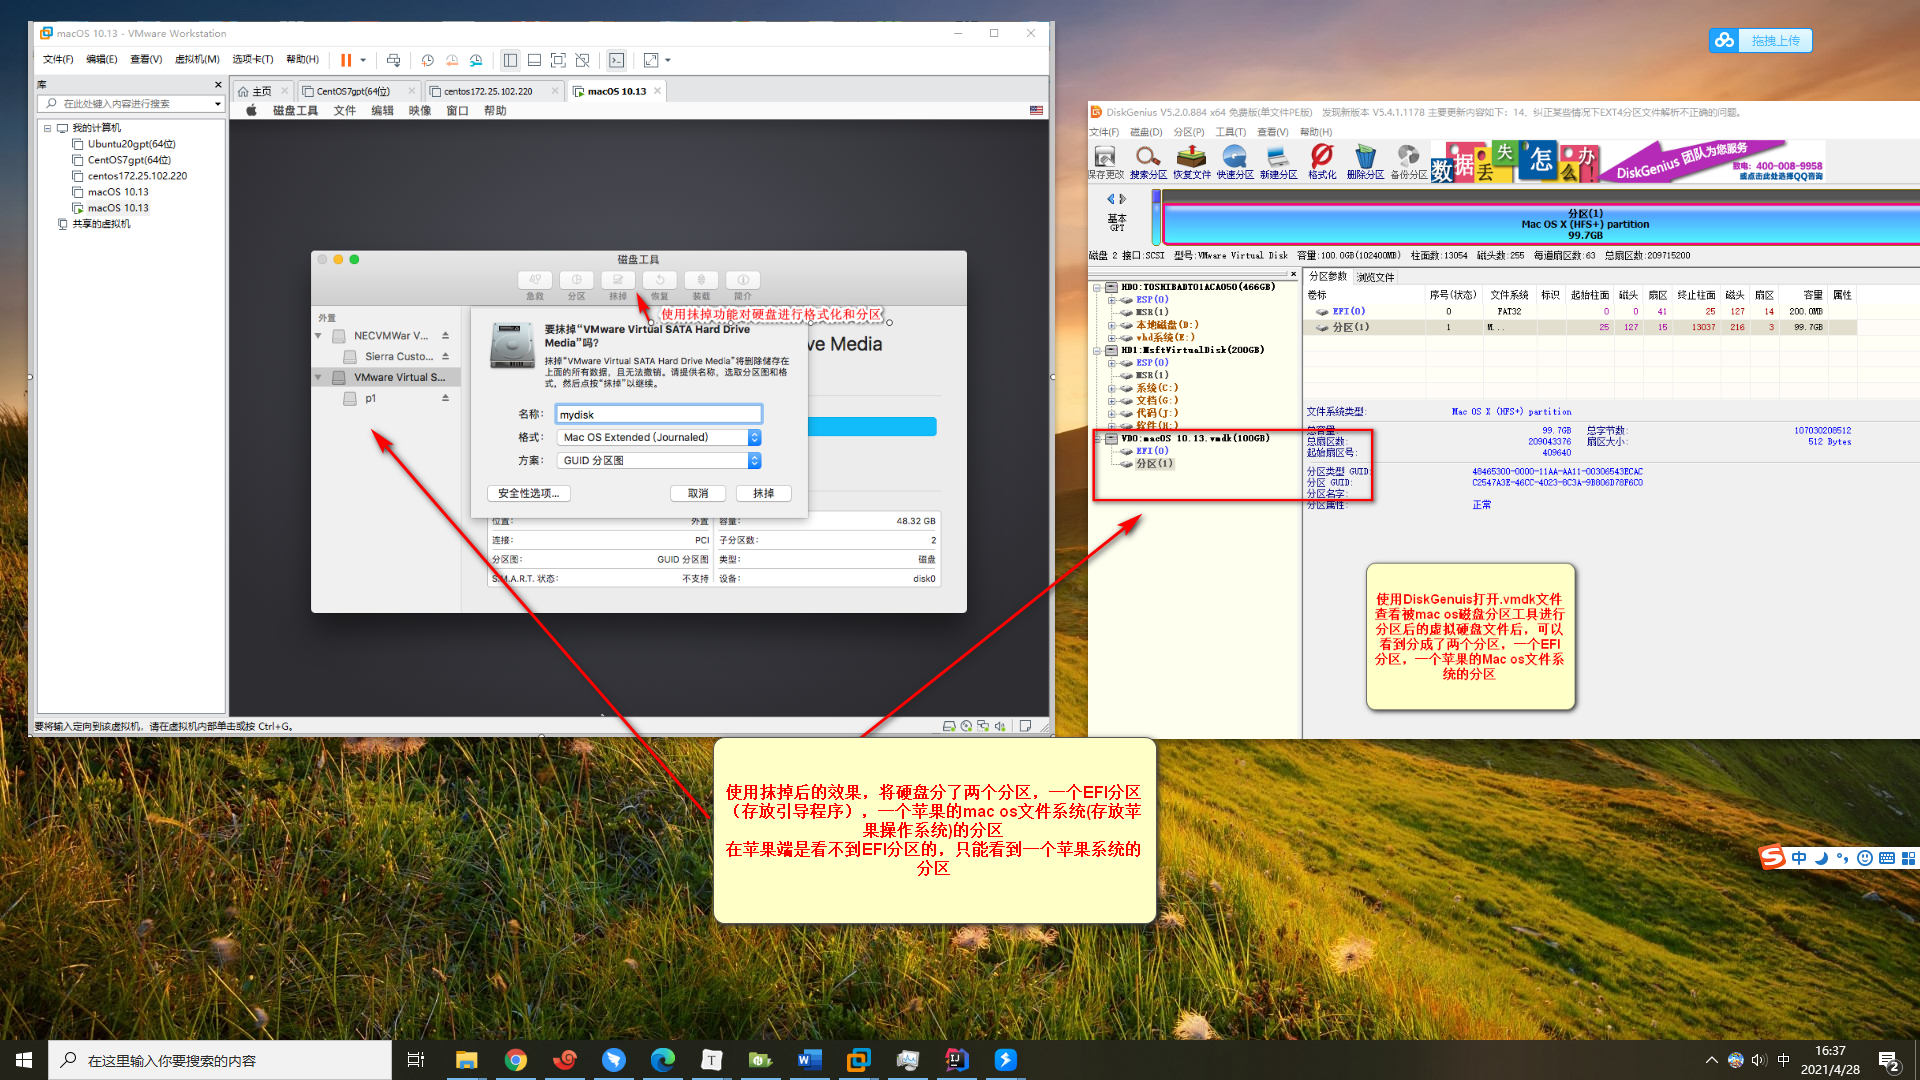 macOS 10.13 - VMware Workstation
文件(F) 编辑(E) 查看(V) 虚拟机(M) 选项卡(T) 帮助(H)
库
在此处键入内容进行搜索
我的计算机
Ubuntu20gpt(64位)
CentOS7gpt(64位)
centos172.25.102.220
macOS 10.13
macOS 10.13
共享的虚拟机
主页 CentOS7gpt(64位) centos172.25.102.220 macOS 10.13
磁盘工具 文件 编辑 映像 窗口 帮助
磁盘工具
急救 分区 抹掉 恢复 装载 简介
使用抹掉功能对硬盘进行格式化和分区
外置
NECVMWar V...
Sierra Custo...
VMware Virtual S...
p1
要抹掉“VMware Virtual SATA Hard Drive
Media”吗?
ve Media
抹掉“VMware Virtual SATA Hard Drive Media”将删除储存在
上面的所有数据，且无法撤销。请提供名称，选取分区图和格
式，然后点按“抹掉”以继续。
名称: mydisk
格式: Mac OS Extended (Journaled)
方案: GUID 分区图
安全性选项... 取消 抹掉
位置: 外置 容量: 48.32 GB
连接: PCI 子分区数: 2
分区图: GUID 分区图 类型: 磁盘
S.M.A.R.T. 状态: 不支持 设备: disk0
要将输入定向到该虚拟机，请在虚拟机内部单击或按 Ctrl+G。
拖拽上传
DiskGenius V5.2.0.884 x64 免费版(单文件PE版) 发现新版本 V5.4.1.1178 主要更新内容如下：14、纠正某些情况下EXT4分区文件解析不正确的问题。
文件(F) 磁盘(D) 分区(P) 工具(T) 查看(V) 帮助(H)
保存更改 搜索分区 恢复文件 快速分区 新建分区 格式化 删除分区 备份分区
数据丢失怎么办!
DiskGenius 团队为您服务
致电: 400-008-9958
或点击此处选择QQ咨询
基本
GPT
分区(1)
Mac OS X (HFS+) partition
99.7GB
磁盘 2 接口:SCSI 型号:VMware Virtual Disk 容量:100.0GB(102400MB) 柱面数:13054 磁头数:255 每道扇区数:63 总扇区数:209715200
HD0:TOSHIBADT01ACA050(466GB)
ESP(0)
MSR(1)
本地磁盘(D:)
vhd系统(E:)
HD1:MsftVirtualDisk(200GB)
ESP(0)
MSR(1)
系统(C:)
文档(G:)
代码(J:)
软件(H:)
VD0:macOS 10.13.vmdk(100GB)
EFI(0)
分区(1)
分区参数 浏览文件
卷标 序号(状态) 文件系统 标识 起始柱面 磁头 扇区 终止柱面 磁头 扇区 容量 属性
EFI(0) 0 FAT32 0 0 41 25 127 14 200.0MB
分区(1) 1 M... 25 127 15 13037 216 3 99.7GB
文件系统类型: Mac OS X (HFS+) partition
总容量: 99.7GB 总字节数: 107030208512
总扇区数: 209043376 扇区大小: 512 Bytes
起始扇区号: 409640
分区类型 GUID: 48465300-0000-11AA-AA11-00306543ECAC
分区 GUID: C2547A3E-46CC-4023-8C3A-9B806D78F6C0
分区名字:
分区属性: 正常
使用DiskGenuis打开.vmdk文件
查看被mac os磁盘分区工具进行
分区后的虚拟硬盘文件后，可以
看到分成了两个分区，一个EFI
分区，一个苹果的Mac os文件系
统的分区
使用抹掉后的效果，将硬盘分了两个分区，一个EFI分区
（存放引导程序），一个苹果的mac os文件系统(存放苹
果操作系统)的分区
在苹果端是看不到EFI分区的，只能看到一个苹果系统的
分区
中
在这里输入你要搜索的内容
中
16:37
2021/4/28
2